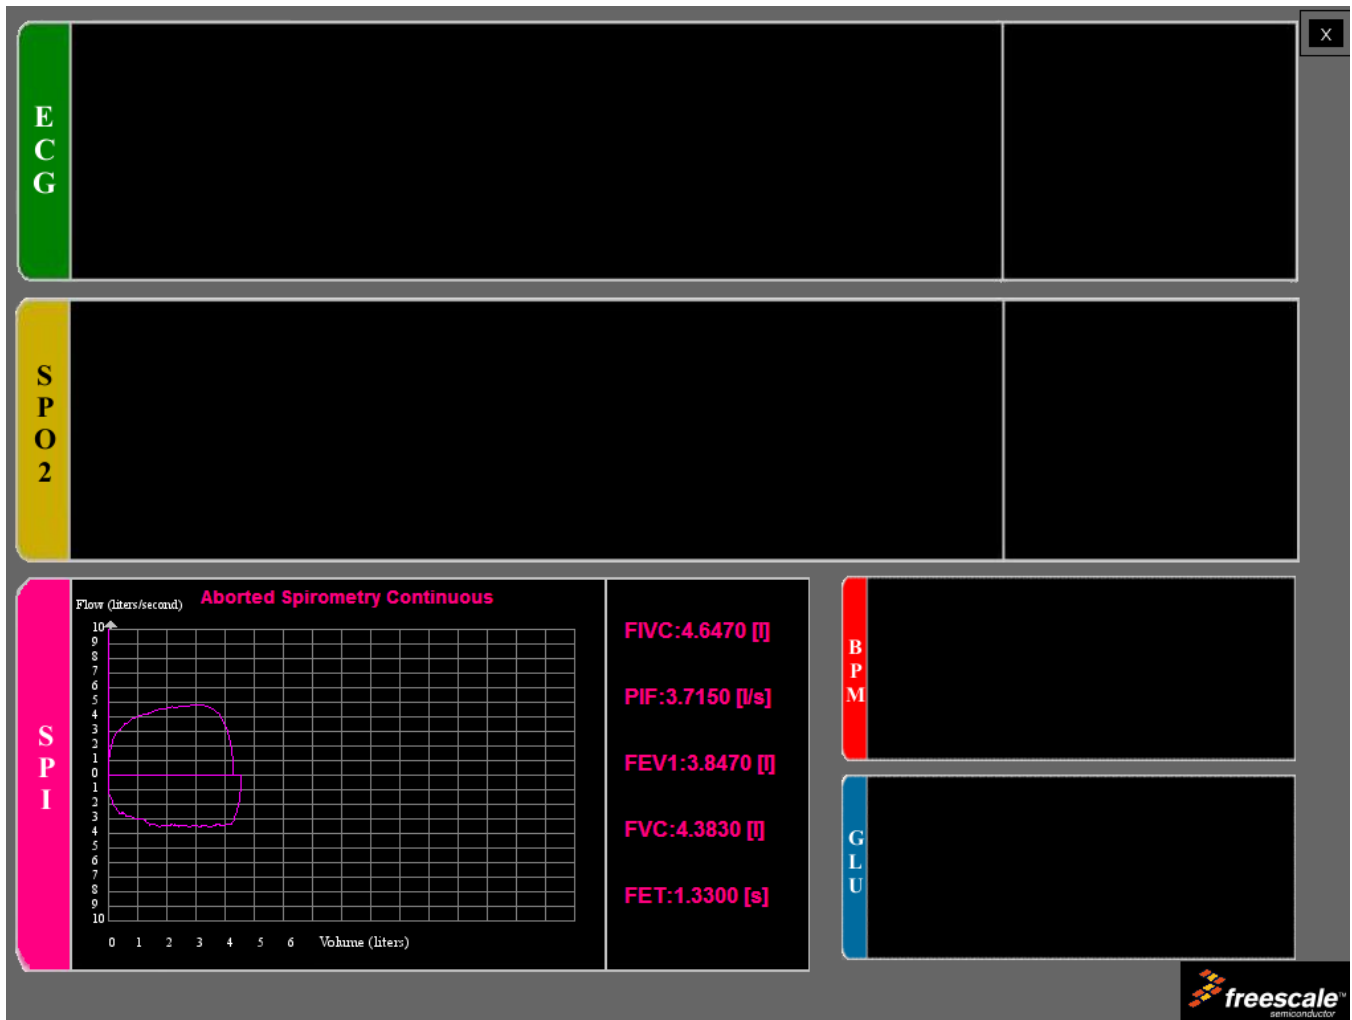 X
E
C
G
S
P
O
2
S
P
I
Flow (liters/second)
Aborted Spirometry Continuous
10
9
8
7
6
5
4
3
2
1
0
1
2
3
4
5
6
7
8
9
10
0 1 2 3 4 5 6 Volume (liters)
FIVC:4.6470 [l]
PIF:3.7150 [l/s]
FEV1:3.8470 [l]
FVC:4.3830 [l]
FET:1.3300 [s]
B
P
M
G
L
U
freescale™
semiconductor